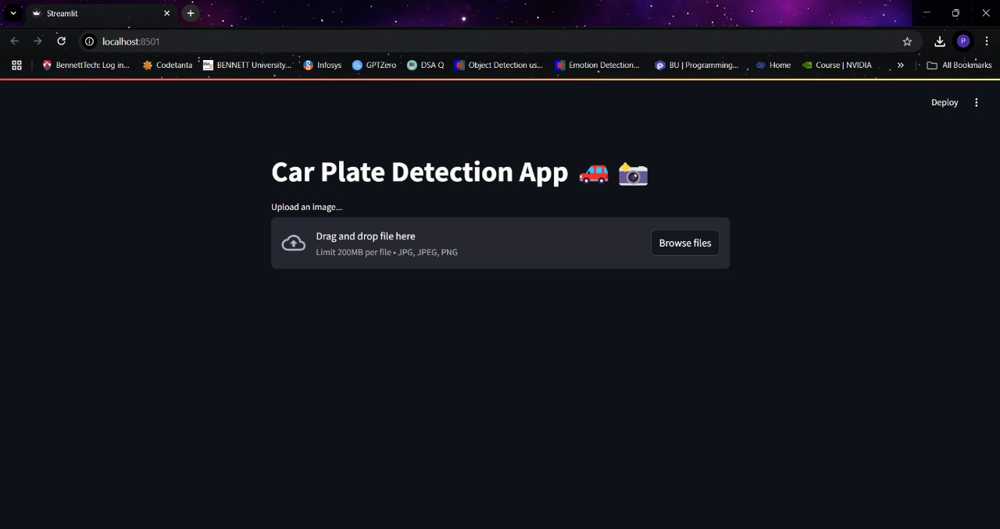 Streamlit
localhost:8501
P
BennettTech: Log in...
Codetanta
BENNETT University...
Infosys
GPTZero
DSA Q
Object Detection us...
Emotion Detection...
BU | Programming...
Home
Course | NVIDIA
All Bookmarks
Deploy
Car Plate Detection App 🚗 📸
Upload an image...
Drag and drop file here
Limit 200MB per file • JPG, JPEG, PNG
Browse files